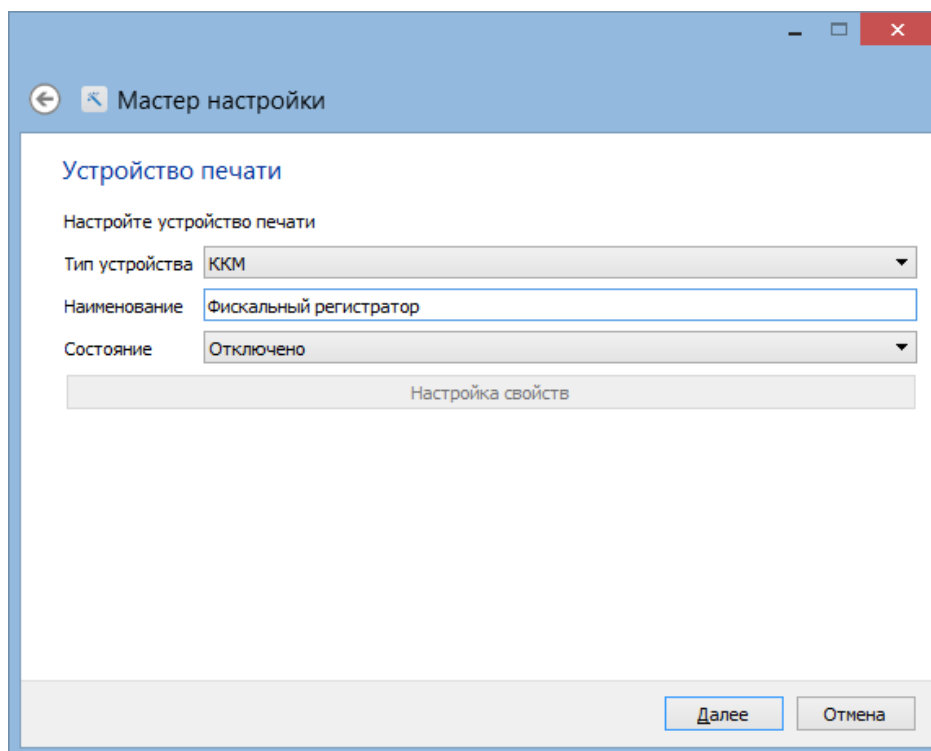 Мастер настройки
Устройство печати
Настройте устройство печати
Тип устройства ККМ
Наименование Фискальный регистратор
Состояние Отключено
Настройка свойств
Далее Отмена